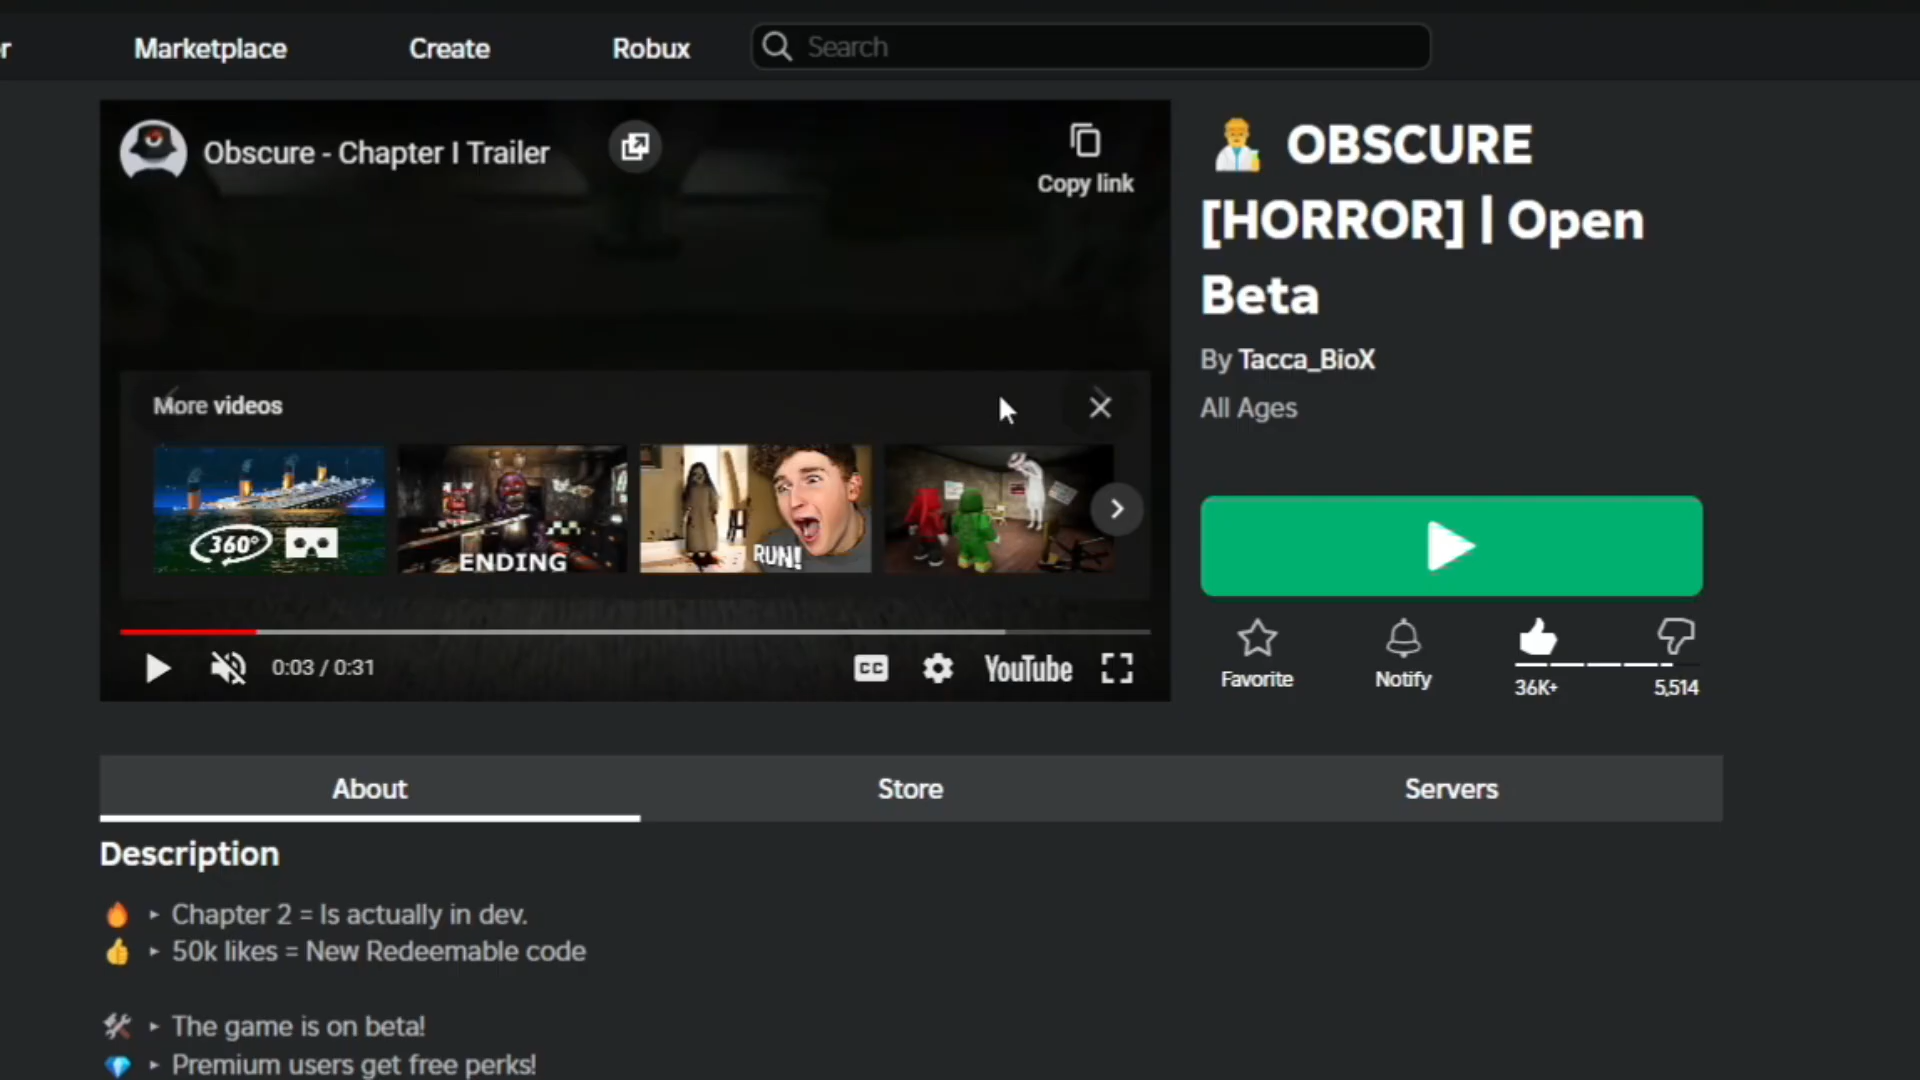 r
Marketplace
Create
Robux
Search
Obscure - Chapter I Trailer
Copy link
OBSCURE
[HORROR] | Open
Beta
By Tacca_BioX
All Ages
More videos
360°
ENDING
RUN!
0:03 / 0:31
CC
YouTube
Favorite
Notify
36K+
5,514
About
Store
Servers
Description
🔥 ▸ Chapter 2 = Is actually in dev.
👍 ▸ 50k likes = New Redeemable code
🛠 ▸ The game is on beta!
💎 ▸ Premium users get free perks!